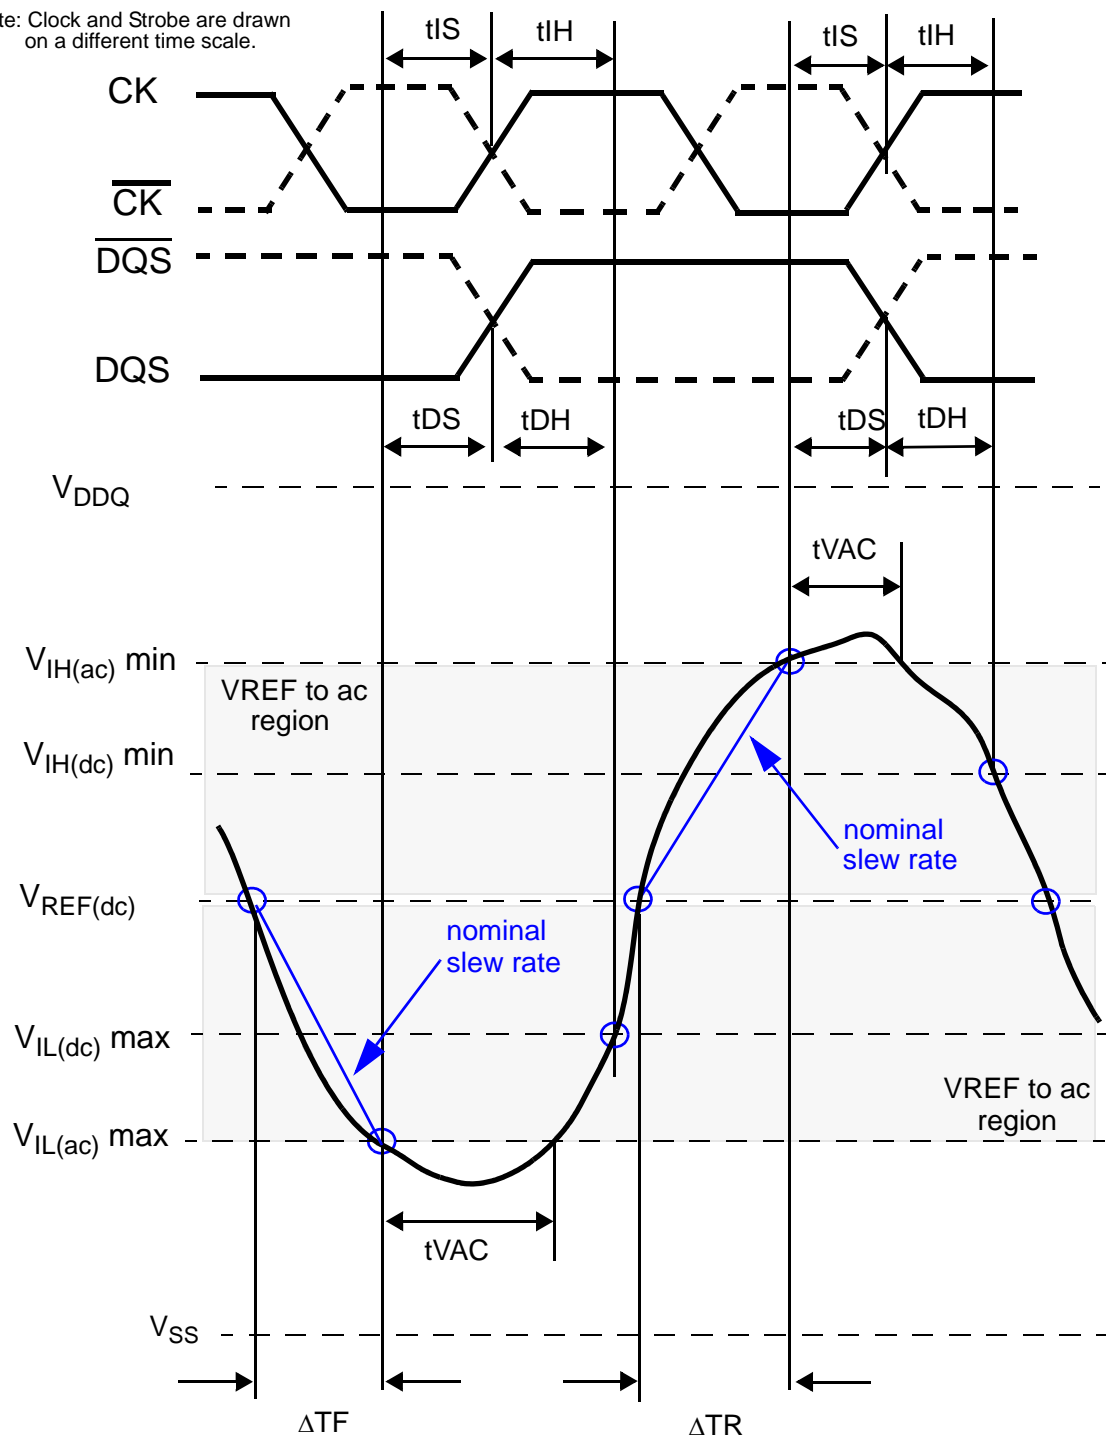 te: Clock and Strobe are drawn
on a different time scale.
tIS
tIH
tIS
tIH
CK
CK
DQS
DQS
tDS
tDH
tDS
tDH
VDDQ
tVAC
VIH(ac) min
VREF to ac
region
VIH(dc) min
nominal
slew rate
VREF(dc)
nominal
slew rate
VIL(dc) max
VREF to ac
region
VIL(ac) max
tVAC
VSS
ΔTF
ΔTR